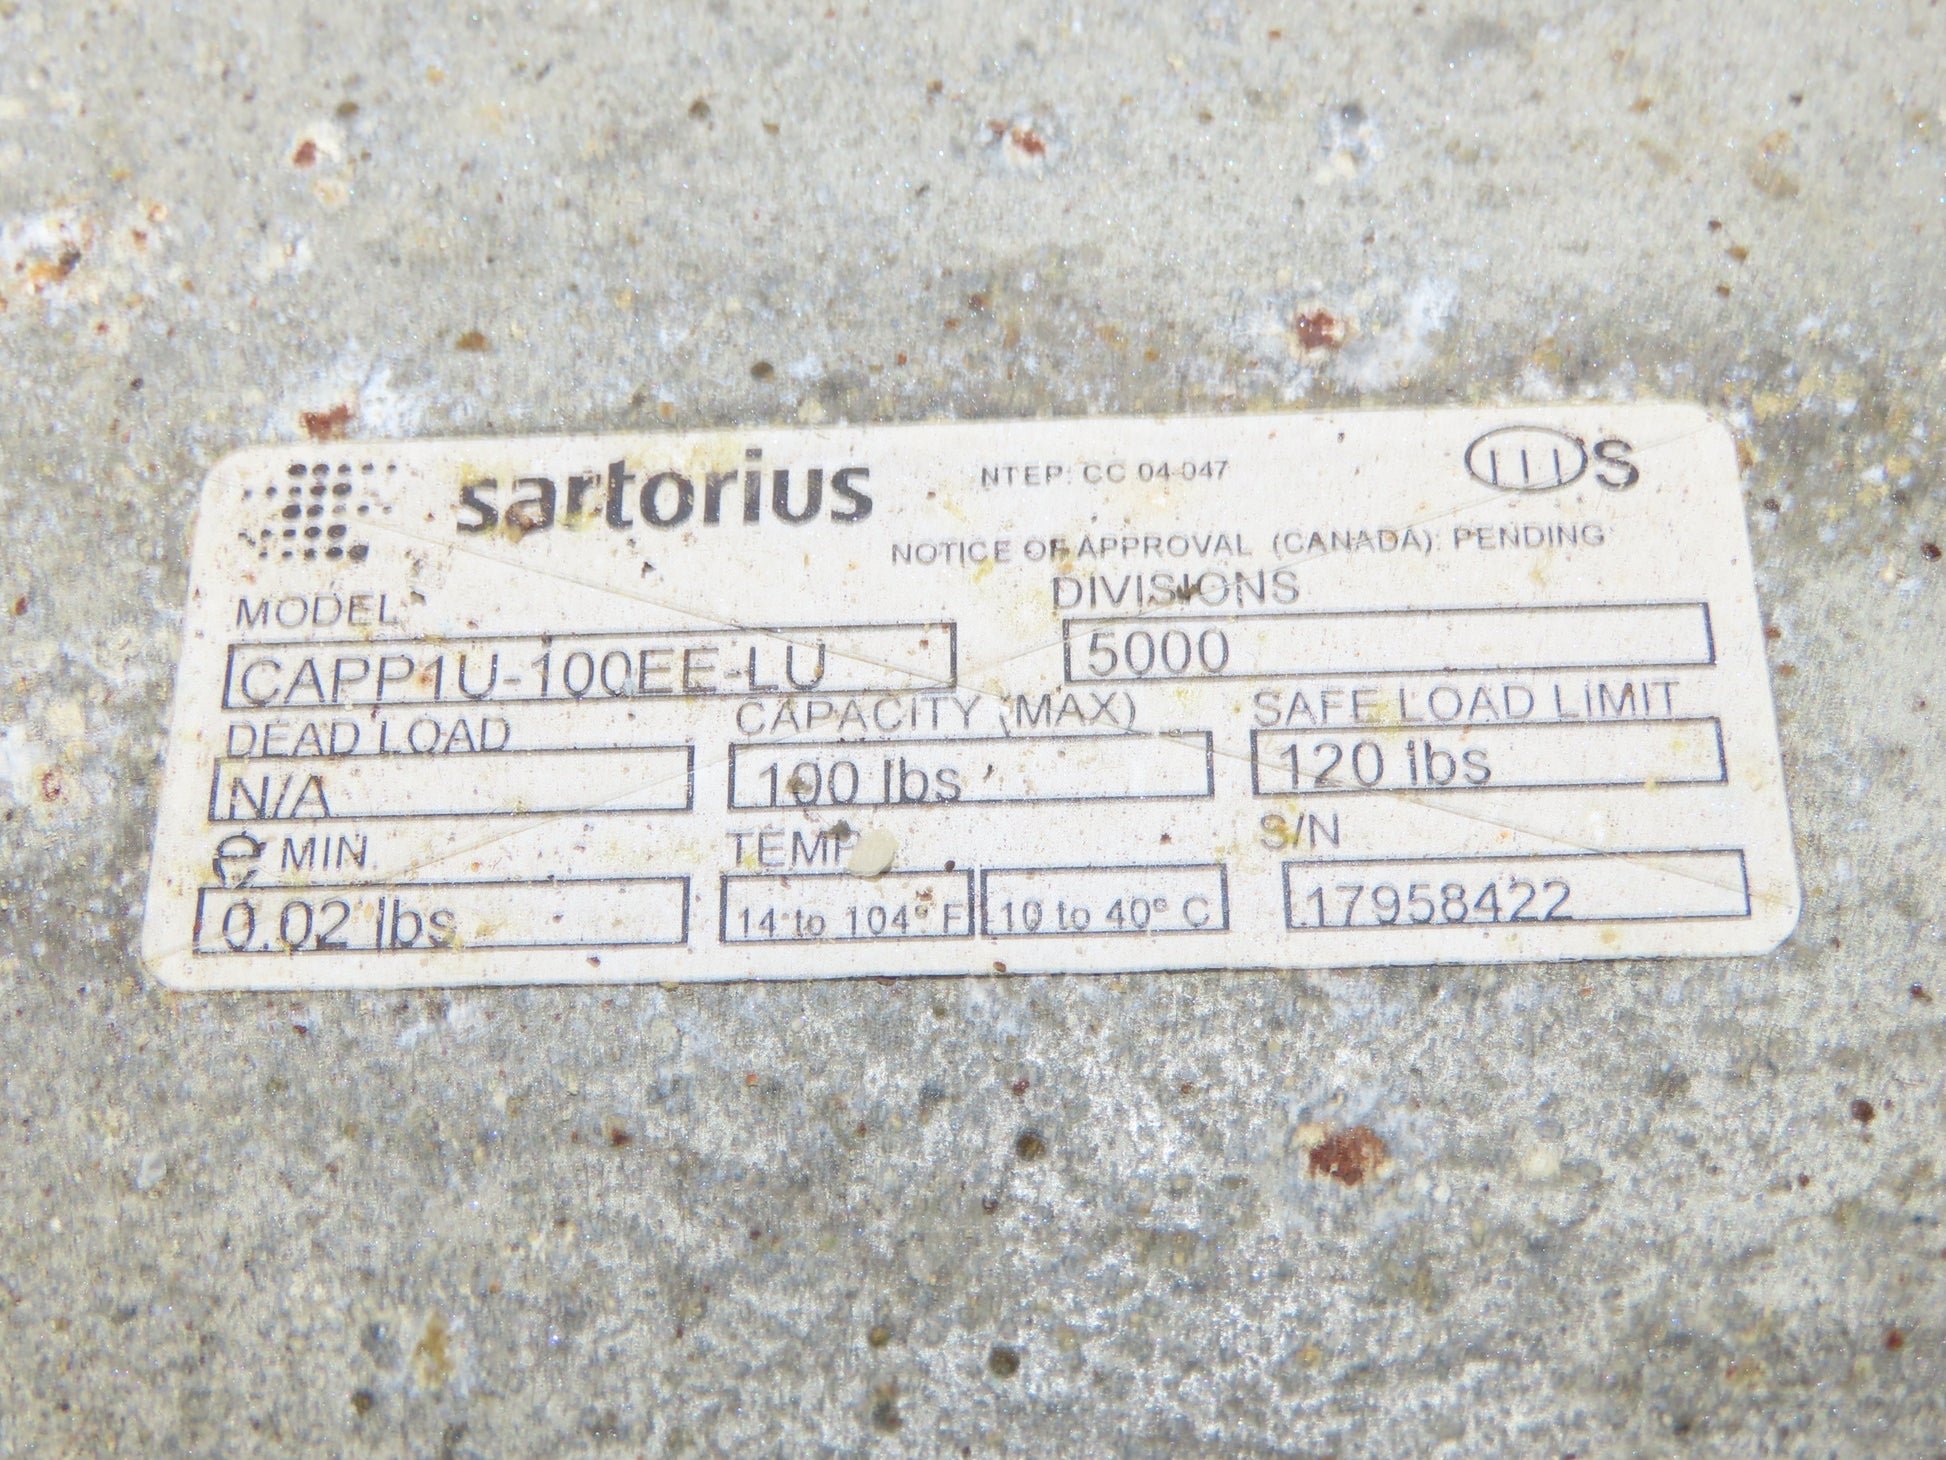 sartorius NTEP: CC 04-047 III S
NOTICE OF APPROVAL (CANADA): PENDING
MODEL DIVISIONS
CAPP1U-100EE-LU 5000
DEAD LOAD CAPACITY (MAX) SAFE LOAD LIMIT
N/A 100 lbs 120 lbs
e MIN TEMP S/N
0.02 lbs 14 to 104° F -10 to 40° C 17958422